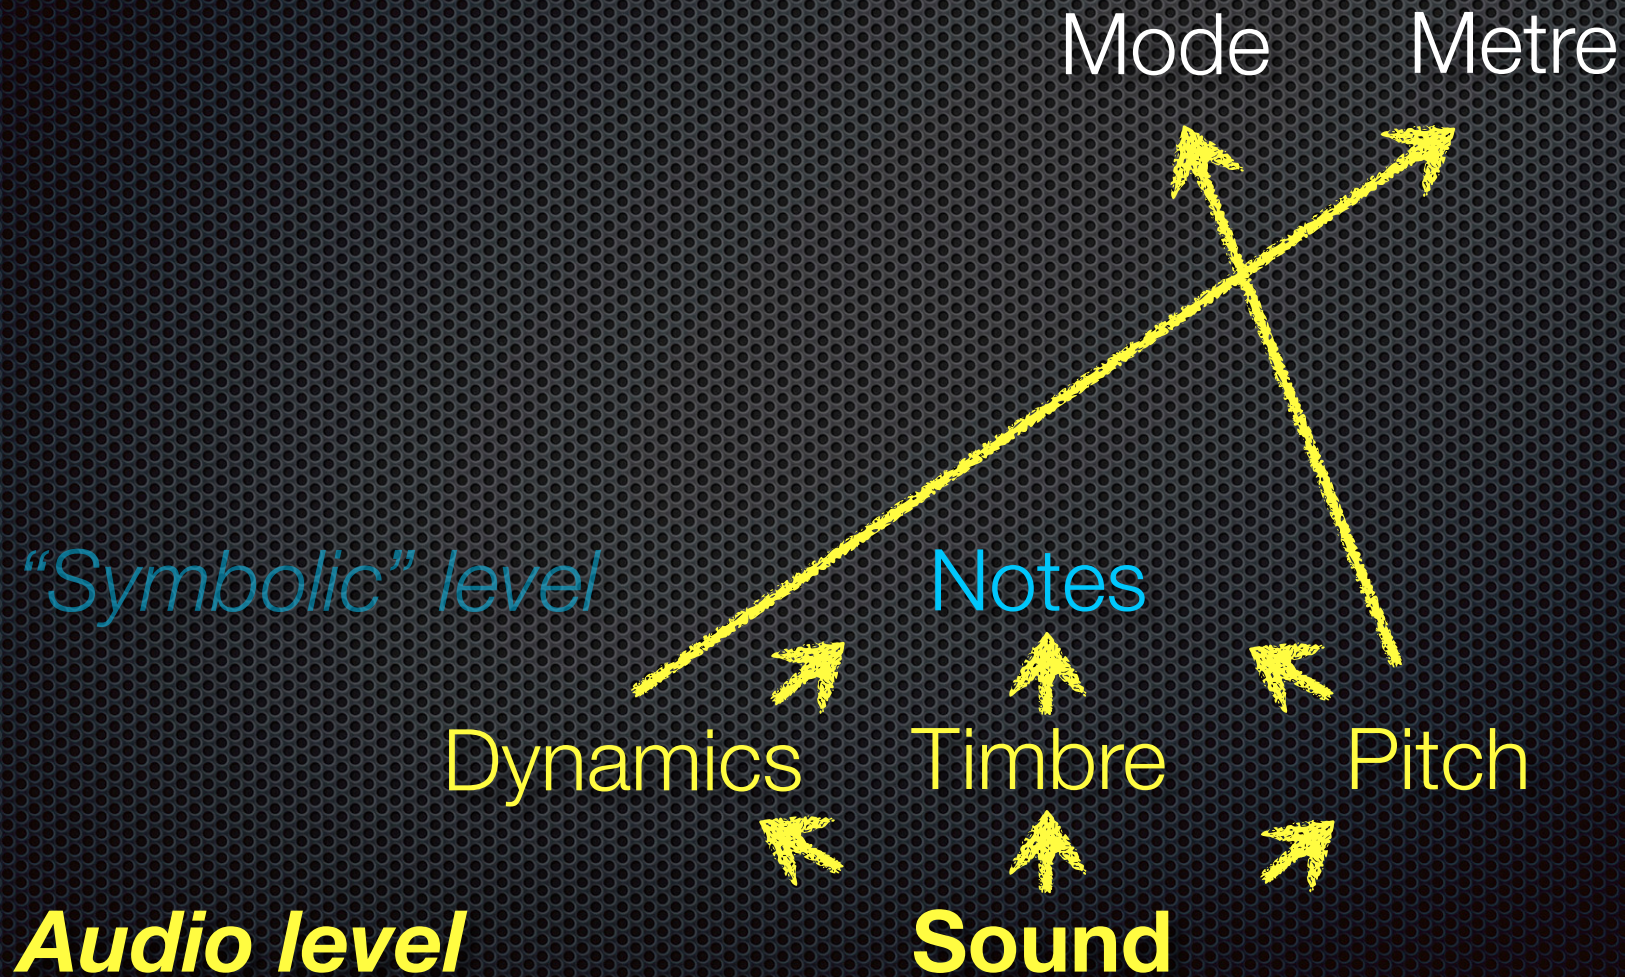 Mode Metre
“Symbolic” level Notes
Dynamics Timbre Pitch
Audio level Sound